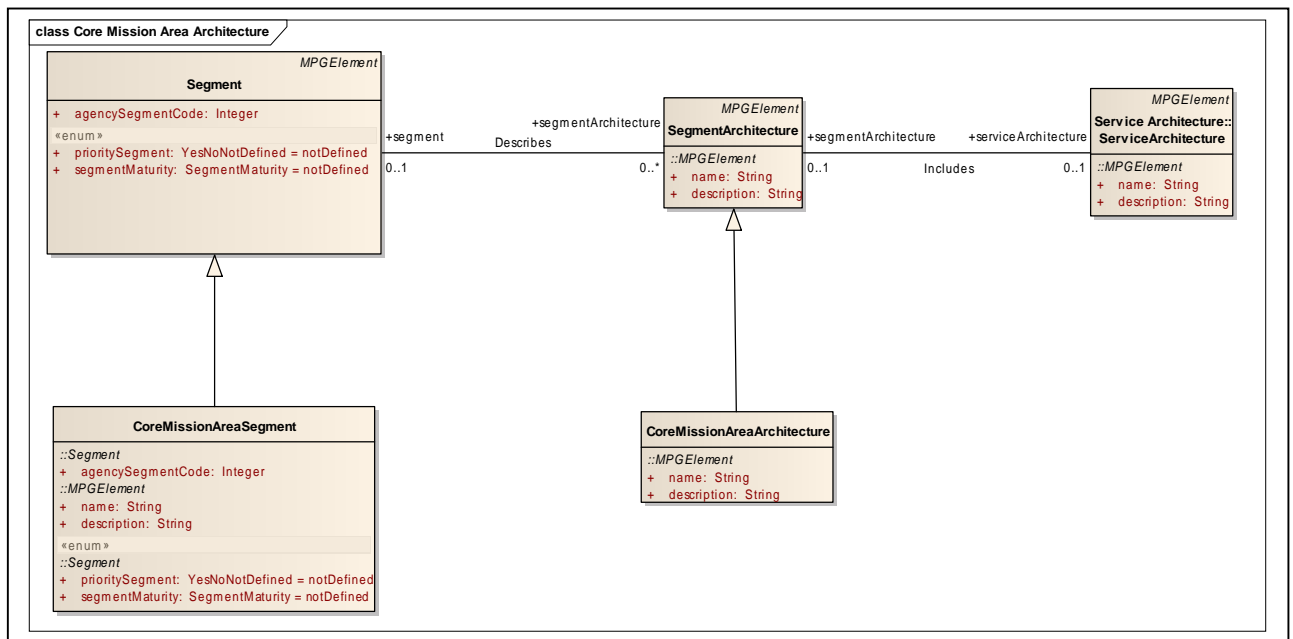 class Core Mission Area Architecture
MPGElement
Segment
+ agencySegmentCode: Integer
«enum»
+ prioritySegment: YesNoNotDefined = notDefined
+ segmentMaturity: SegmentMaturity = notDefined
+segment
0..1
Describes
+segmentArchitecture
0..*
MPGElement
SegmentArchitecture
::MPGElement
+ name: String
+ description: String
+segmentArchitecture
0..1
Includes
+serviceArchitecture
0..1
MPGElement
Service Architecture::
ServiceArchitecture
::MPGElement
+ name: String
+ description: String
CoreMissionAreaSegment
::Segment
+ agencySegmentCode: Integer
::MPGElement
+ name: String
+ description: String
«enum»
::Segment
+ prioritySegment: YesNoNotDefined = notDefined
+ segmentMaturity: SegmentMaturity = notDefined
CoreMissionAreaArchitecture
::MPGElement
+ name: String
+ description: String